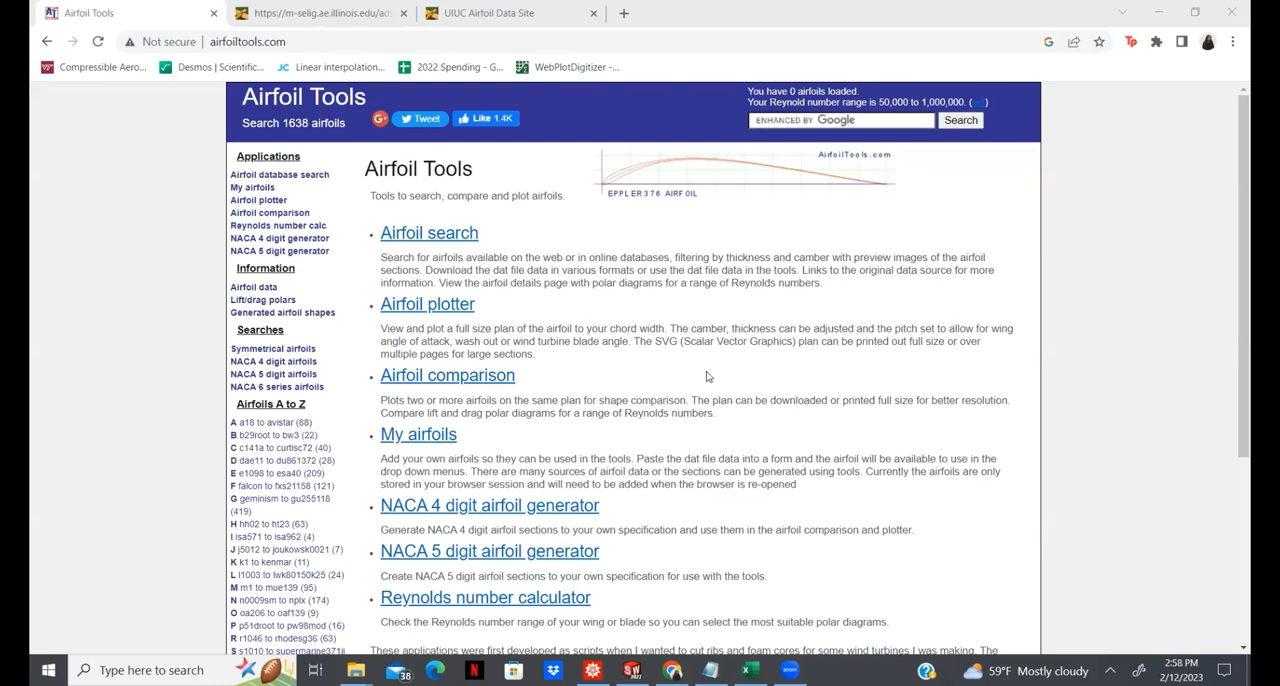 Airfoil Tools
https://m-selig.ae.illinois.edu/ads
UIUC Airfoil Data Site
Not secure
airfoiltools.com
Compressible Aero...
Desmos | Scientific...
Linear interpolation...
2022 Spending - G...
WebPlotDigitizer -...
Airfoil Tools
Search 1638 airfoils
Tweet
Like 1.4K
You have 0 airfoils loaded.
Your Reynold number range is 50,000 to 1,000,000.
ENHANCED BY Google
Search
Applications
Airfoil database search
My airfoils
Airfoil plotter
Airfoil comparison
Reynolds number calc
NACA 4 digit generator
NACA 5 digit generator
Information
Airfoil data
Lift/drag polars
Generated airfoil shapes
Searches
Symmetrical airfoils
NACA 4 digit airfoils
NACA 5 digit airfoils
NACA 6 series airfoils
Airfoils A to Z
A a18 to avistar (88)
B b29root to bw3 (22)
C c141a to curtisc72 (40)
D dae11 to du861372 (28)
E e1098 to esa40 (209)
F falcon to fxs21158 (121)
G geminism to gu255118
(419)
H hh02 to ht23 (63)
I isa571 to isa962 (4)
J j5012 to joukowsk0021 (7)
K k1 to kenmar (11)
L l1003 to lwk80150k25 (24)
M m1 to mue139 (95)
N n0009sm to nplx (174)
O oa206 to oaf139 (9)
P p51droot to pw98mod (16)
R r1046 to rhodesg36 (63)
S s1010 to supermarine371ii
Airfoil Tools
Tools to search, compare and plot airfoils.
AirfoilTools.com
EPPLER 376 AIRFOIL
Airfoil search
Search for airfoils available on the web or in online databases, filtering by thickness and camber with preview images of the airfoil
sections. Download the dat file data in various formats or use the dat file data in the tools. Links to the original data source for more
information. View the airfoil details page with polar diagrams for a range of Reynolds numbers.
Airfoil plotter
View and plot a full size plan of the airfoil to your chord width. The camber, thickness can be adjusted and the pitch set to allow for wing
angle of attack, wash out or wind turbine blade angle. The SVG (Scalar Vector Graphics) plan can be printed out full size or over
multiple pages for large sections.
Airfoil comparison
Plots two or more airfoils on the same plan for shape comparison. The plan can be downloaded or printed full size for better resolution.
Compare lift and drag polar diagrams for a range of Reynolds numbers.
My airfoils
Add your own airfoils so they can be used in the tools. Paste the dat file data into a form and the airfoil will be available to use in the
drop down menus. There are many sources of airfoil data or the sections can be generated using tools. Currently the airfoils are only
stored in your browser session and will need to be added when the browser is re-opened
NACA 4 digit airfoil generator
Generate NACA 4 digit airfoil sections to your own specification and use them in the airfoil comparison and plotter.
NACA 5 digit airfoil generator
Create NACA 5 digit airfoil sections to your own specification for use with the tools.
Reynolds number calculator
Check the Reynolds number range of your wing or blade so you can select the most suitable polar diagrams.
These applications were first developed as scripts when I wanted to cut ribs and foam cores for some wind turbines I was making. The
Type here to search
38
59°F Mostly cloudy
2:58 PM
2/12/2023